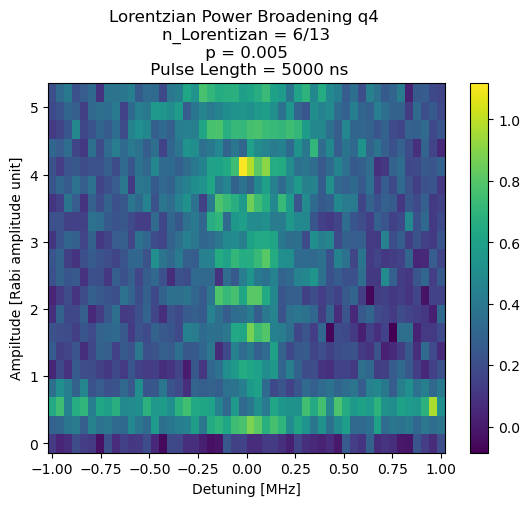 Lorentzian Power Broadening q4
n_Lorentizan = 6/13
p = 0.005
Pulse Length = 5000 ns
Amplitude [Rabi amplitude unit]
5
4
3
2
1
0
−1.00 −0.75 −0.50 −0.25 0.00 0.25 0.50 0.75 1.00
Detuning [MHz]
1.0
0.8
0.6
0.4
0.2
0.0